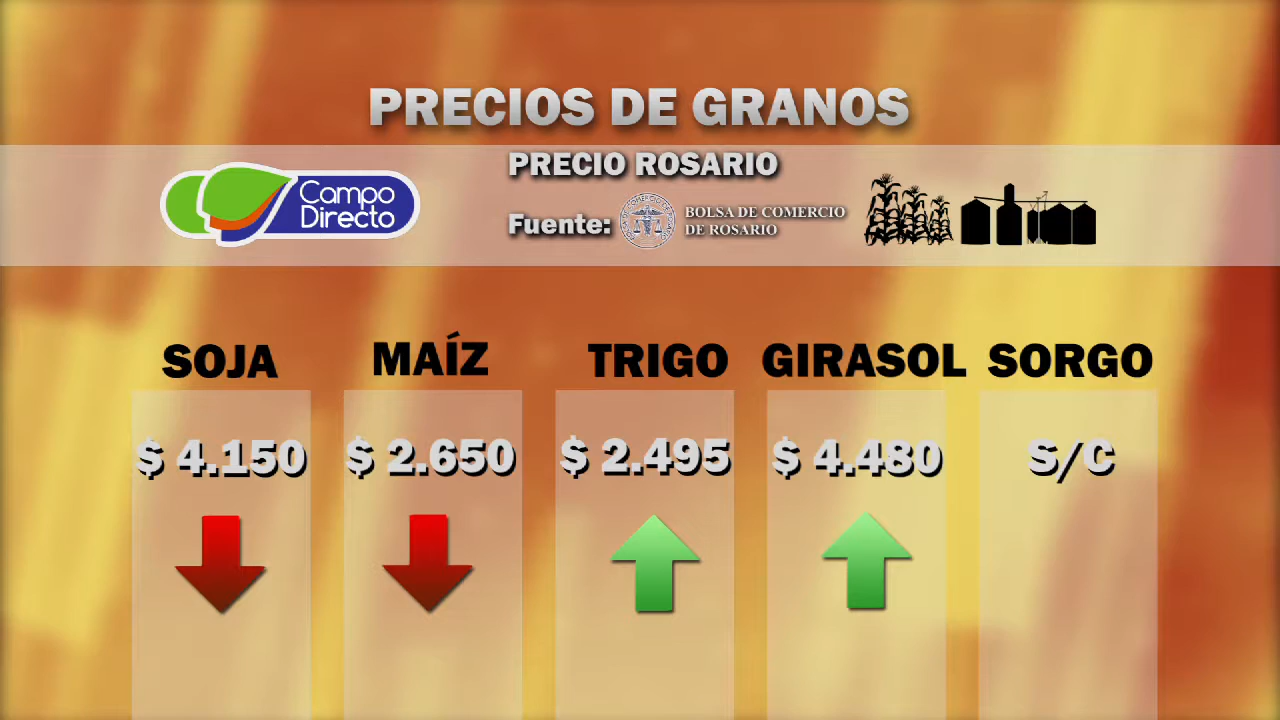 PRECIOS DE GRANOS
PRECIO ROSARIO
Campo
Directo
Fuente:
BOLSA DE COMERCIO
DE ROSARIO
SOJA MAÍZ TRIGO GIRASOL SORGO
$ 4.150 $ 2.650 $ 2.495 $ 4.480 S/C